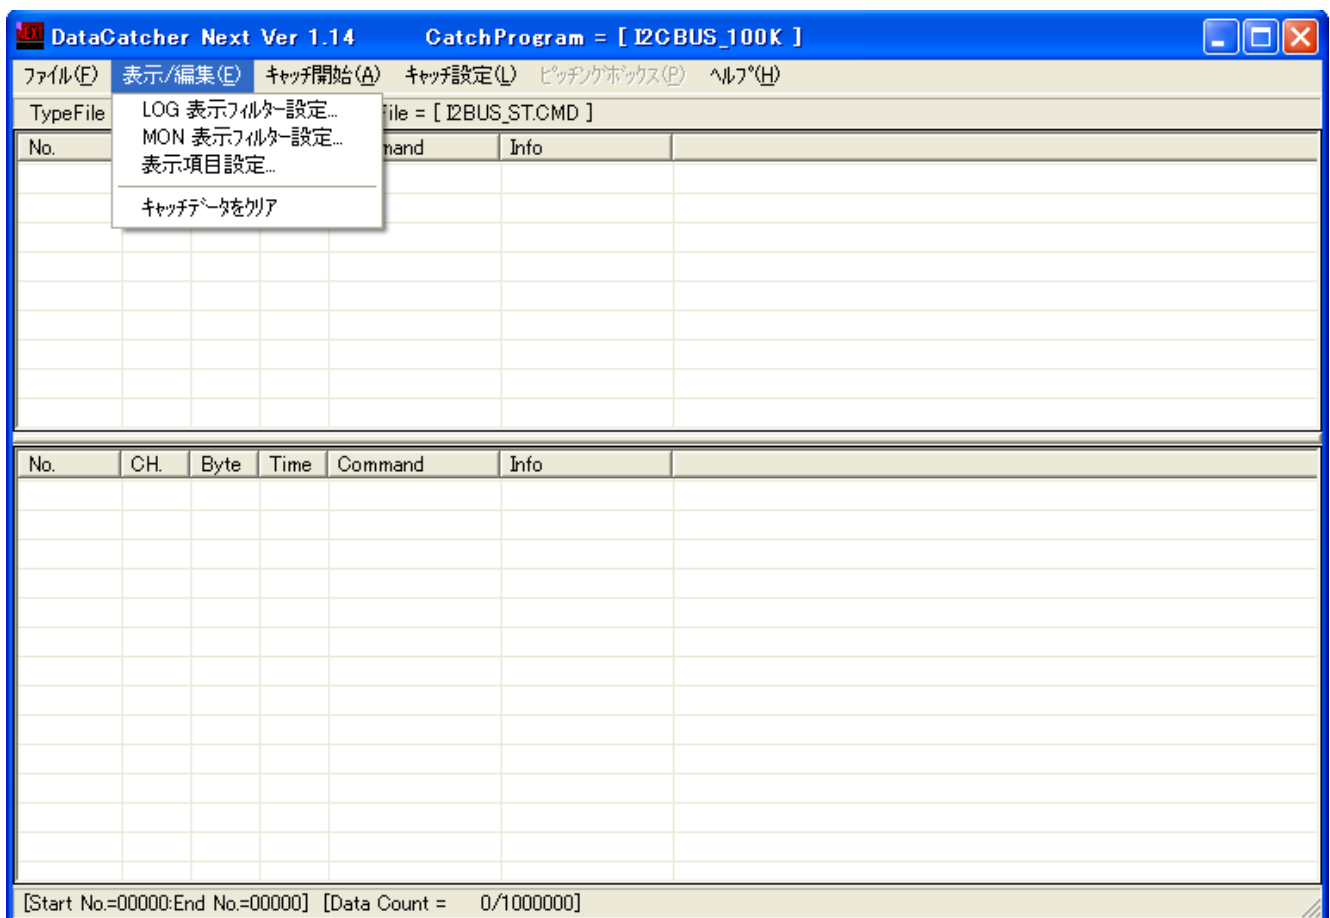 DataCatcher Next Ver 1.14 CatchProgram = [ I2CBUS_100K ]
ﾌｧｲﾙ(F) 表示/編集(E) ｷｬｯﾁ開始(A) ｷｬｯﾁ設定(L) ﾋﾟｯﾁﾝｸﾞﾎﾞｯｸｽ(P) ﾍﾙﾌﾟ(H)
TypeFile ile = [ I2BUS_ST.CMD ]
LOG 表示ﾌｨﾙﾀｰ設定...
MON 表示ﾌｨﾙﾀｰ設定...
表示項目設定...
ｷｬｯﾁﾃﾞｰﾀをｸﾘｱ
No. mand Info
No. CH. Byte Time Command Info
[Start No.=00000:End No.=00000] [Data Count = 0/1000000]